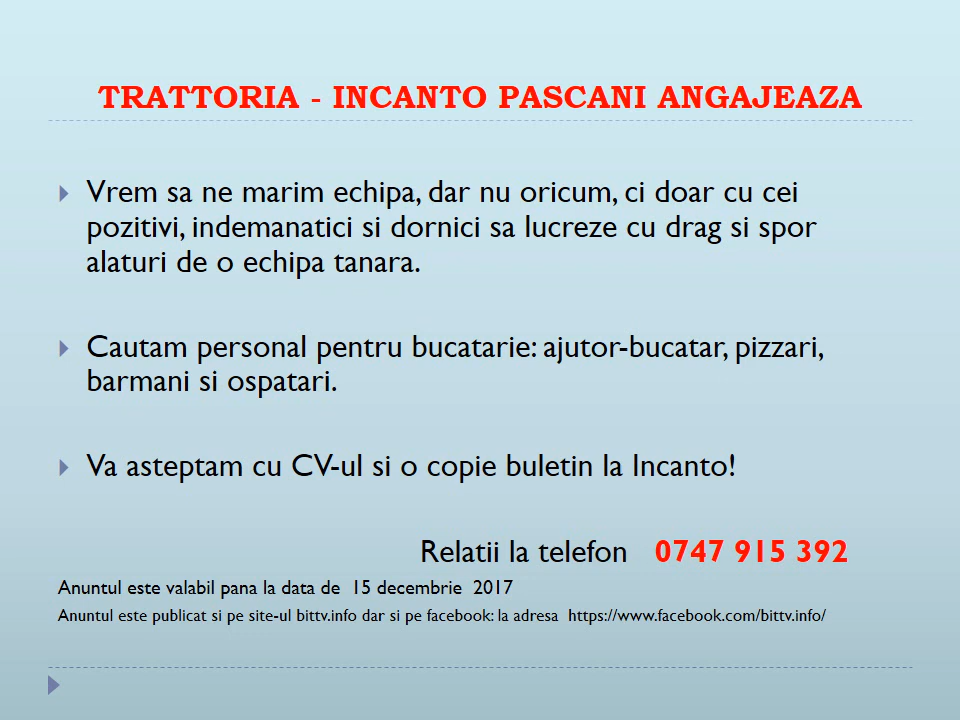 TRATTORIA - INCANTO PASCANI ANGAJEAZA
Vrem sa ne marim echipa, dar nu oricum, ci doar cu cei
pozitivi, indemanatici si dornici sa lucreze cu drag si spor
alaturi de o echipa tanara.
Cautam personal pentru bucatarie: ajutor-bucatar, pizzari,
barmani si ospatari.
Va asteptam cu CV-ul si o copie buletin la Incanto!
Relatii la telefon 0747 915 392
Anuntul este valabil pana la data de 15 decembrie 2017
Anuntul este publicat si pe site-ul bittv.info dar si pe facebook: la adresa https://www.facebook.com/bittv.info/